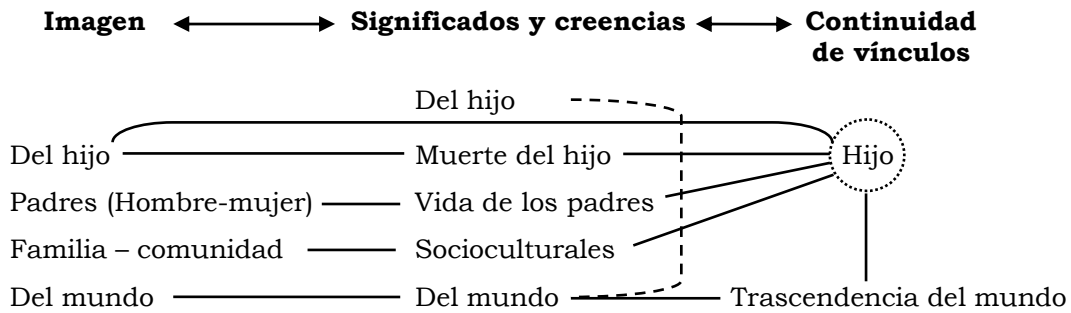 Imagen Significados y creencias Continuidad
de vínculos
Del hijo
Del hijo Muerte del hijo Hijo
Padres (Hombre-mujer) Vida de los padres
Familia – comunidad Socioculturales
Del mundo Del mundo Trascendencia del mundo